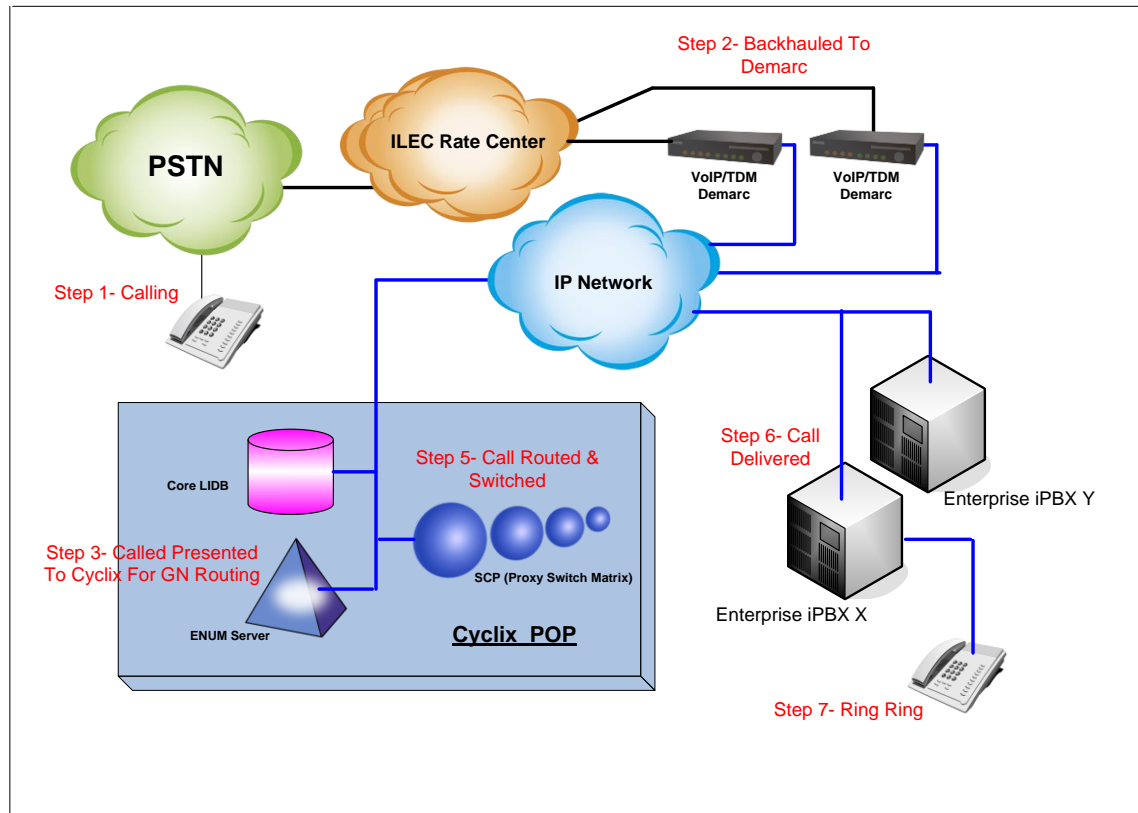 Step 2- Backhauled To
Demarc
ILEC Rate Center
PSTN
VoIP/TDM
Demarc
VoIP/TDM
Demarc
IP Network
Step 1- Calling
Step 6- Call
Delivered
Step 5- Call Routed &
Switched
Core LIDB
Enterprise iPBX Y
Step 3- Called Presented
To Cyclix For GN Routing
SCP (Proxy Switch Matrix)
Enterprise iPBX X
ENUM Server
Cyclix POP
Step 7- Ring Ring